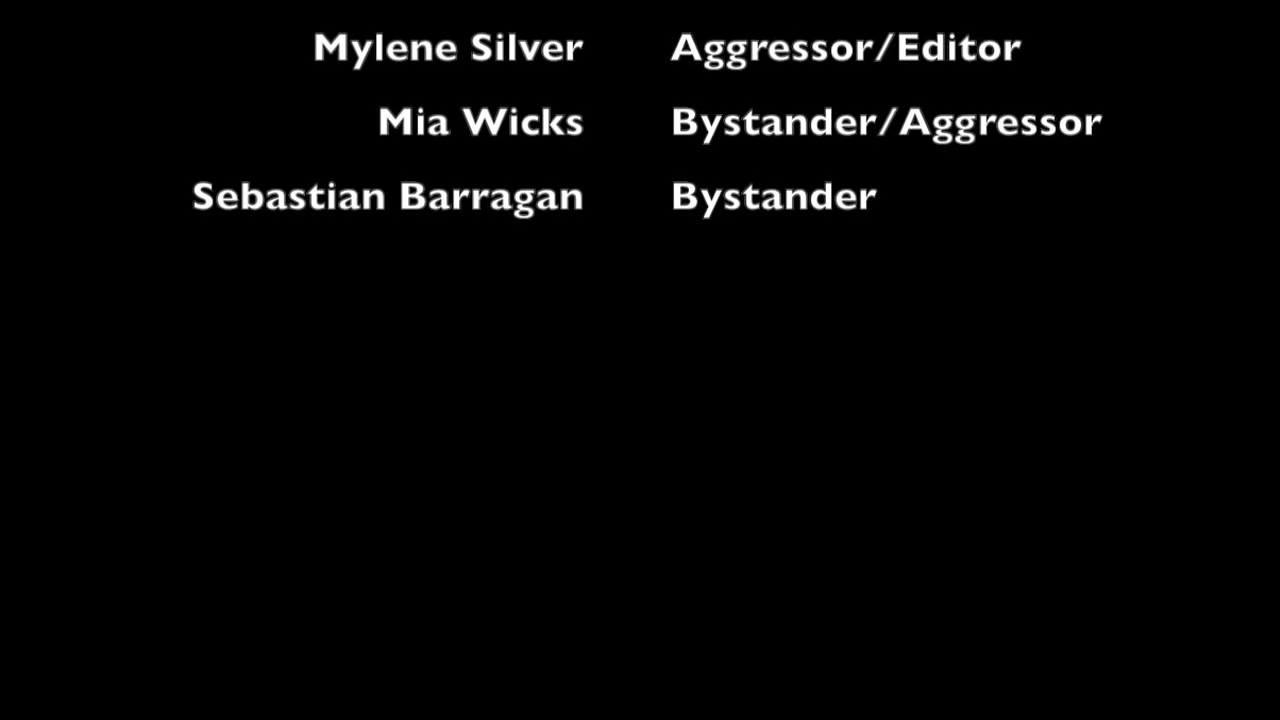 Mylene Silver Aggressor/Editor
Mia Wicks Bystander/Aggressor
Sebastian Barragan Bystander